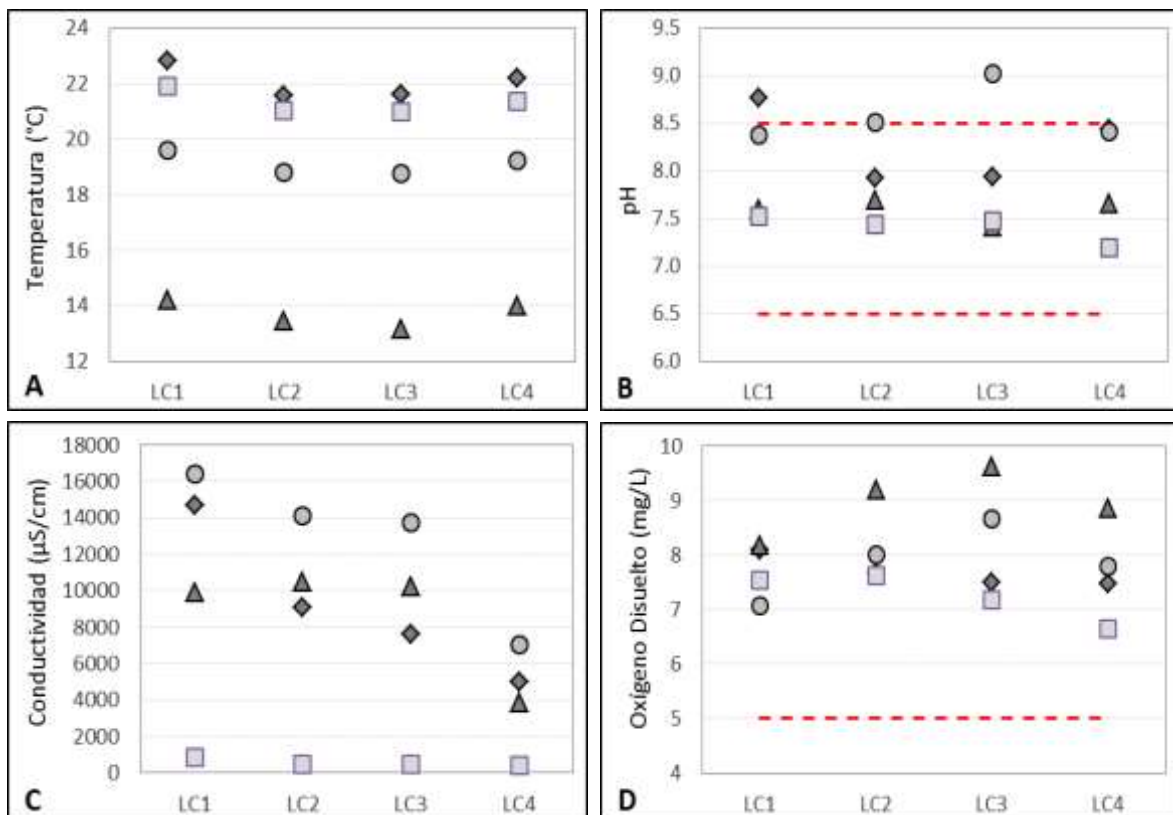 24
22
20
18
16
14
12
Temperatura (°C)
LC1 LC2 LC3 LC4
A
9.5
9.0
8.5
8.0
7.5
7.0
6.5
6.0
pH
LC1 LC2 LC3 LC4
B
18000
16000
14000
12000
10000
8000
6000
4000
2000
0
Conductividad (µS/cm)
LC1 LC2 LC3 LC4
C
10
9
8
7
6
5
4
Oxígeno Disuelto (mg/L)
LC1 LC2 LC3 LC4
D